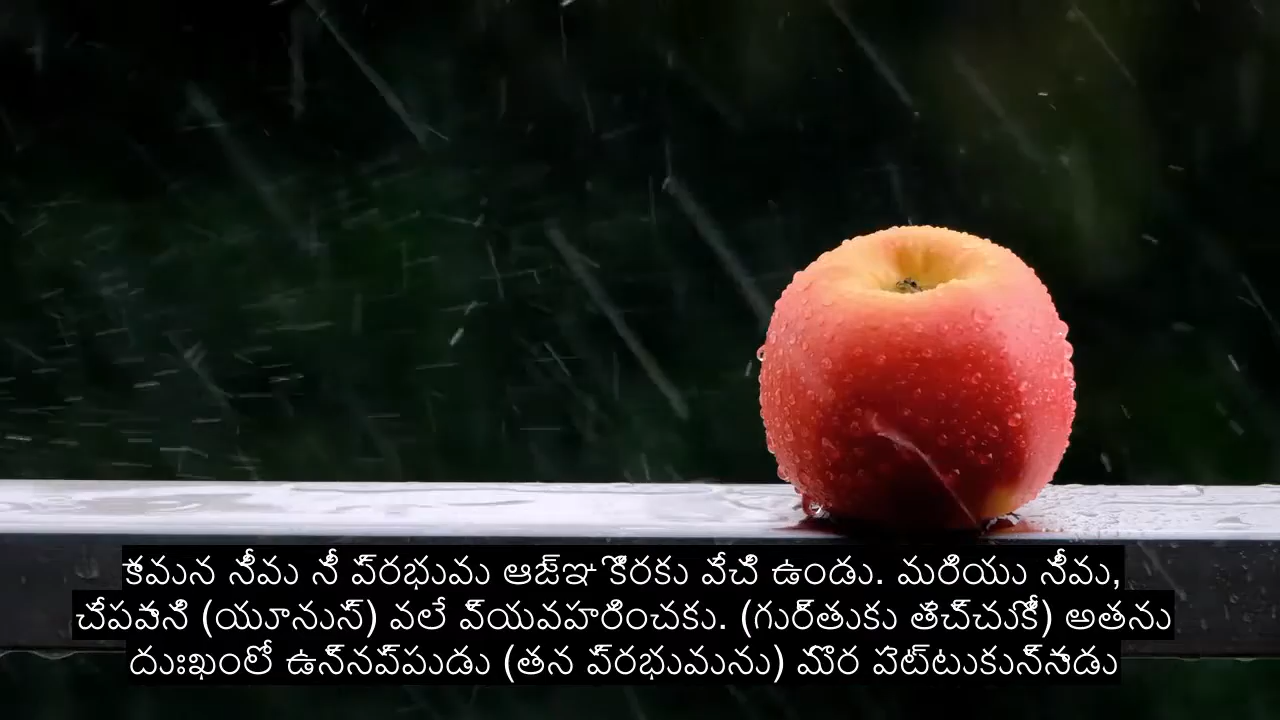 కావున నీవు నీ ప్రభువు ఆజ్ఞ కొరకు వేచి ఉండు. మరియు నీవు,
చేపవాని (యూనుస్) వలే వ్యవహరించకు. (గుర్తుకు తెచ్చుకో) అతను
దుఃఖంలో ఉన్నప్పుడు (తన ప్రభువును) మొర పెట్టుకున్నాడు